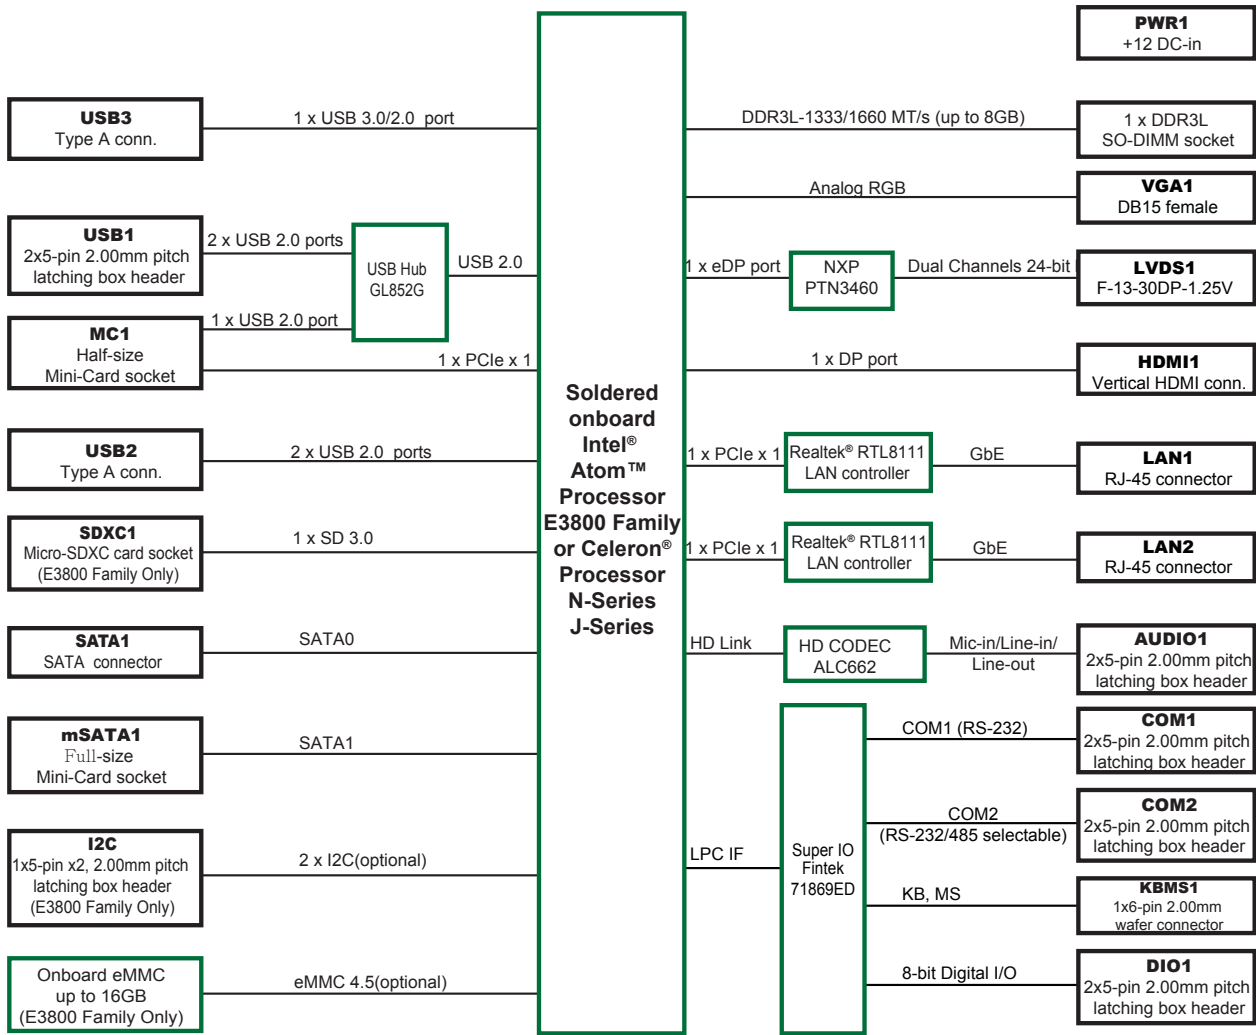 PWR1
+12 DC-in
USB3
Type A conn.
1 x USB 3.0/2.0 port
DDR3L-1333/1660 MT/s (up to 8GB)
1 x DDR3L
SO-DIMM socket
Analog RGB
VGA1
DB15 female
USB1
2x5-pin 2.00mm pitch
latching box header
2 x USB 2.0 ports
USB Hub
GL852G
USB 2.0
1 x eDP port
NXP
PTN3460
Dual Channels 24-bit
LVDS1
F-13-30DP-1.25V
MC1
Half-size
Mini-Card socket
1 x USB 2.0 port
1 x PCIe x 1
1 x DP port
HDMI1
Vertical HDMI conn.
Soldered
onboard
Intel®
Atom™
Processor
E3800 Family
or Celeron®
Processor
N-Series
J-Series
USB2
Type A conn.
2 x USB 2.0 ports
1 x PCIe x 1
Realtek® RTL8111
LAN controller
GbE
LAN1
RJ-45 connector
SDXC1
Micro-SDXC card socket
(E3800 Family Only)
1 x SD 3.0
1 x PCIe x 1
Realtek® RTL8111
LAN controller
GbE
LAN2
RJ-45 connector
SATA1
SATA connector
SATA0
HD Link
HD CODEC
ALC662
Mic-in/Line-in/
Line-out
AUDIO1
2x5-pin 2.00mm pitch
latching box header
mSATA1
Full-size
Mini-Card socket
SATA1
COM1 (RS-232)
COM1
2x5-pin 2.00mm pitch
latching box header
I2C
1x5-pin x2, 2.00mm pitch
latching box header
(E3800 Family Only)
2 x I2C(optional)
LPC IF
Super IO
Fintek
71869ED
COM2
(RS-232/485 selectable)
COM2
2x5-pin 2.00mm pitch
latching box header
KB, MS
KBMS1
1x6-pin 2.00mm
wafer connector
Onboard eMMC
up to 16GB
(E3800 Family Only)
eMMC 4.5(optional)
8-bit Digital I/O
DIO1
2x5-pin 2.00mm pitch
latching box header